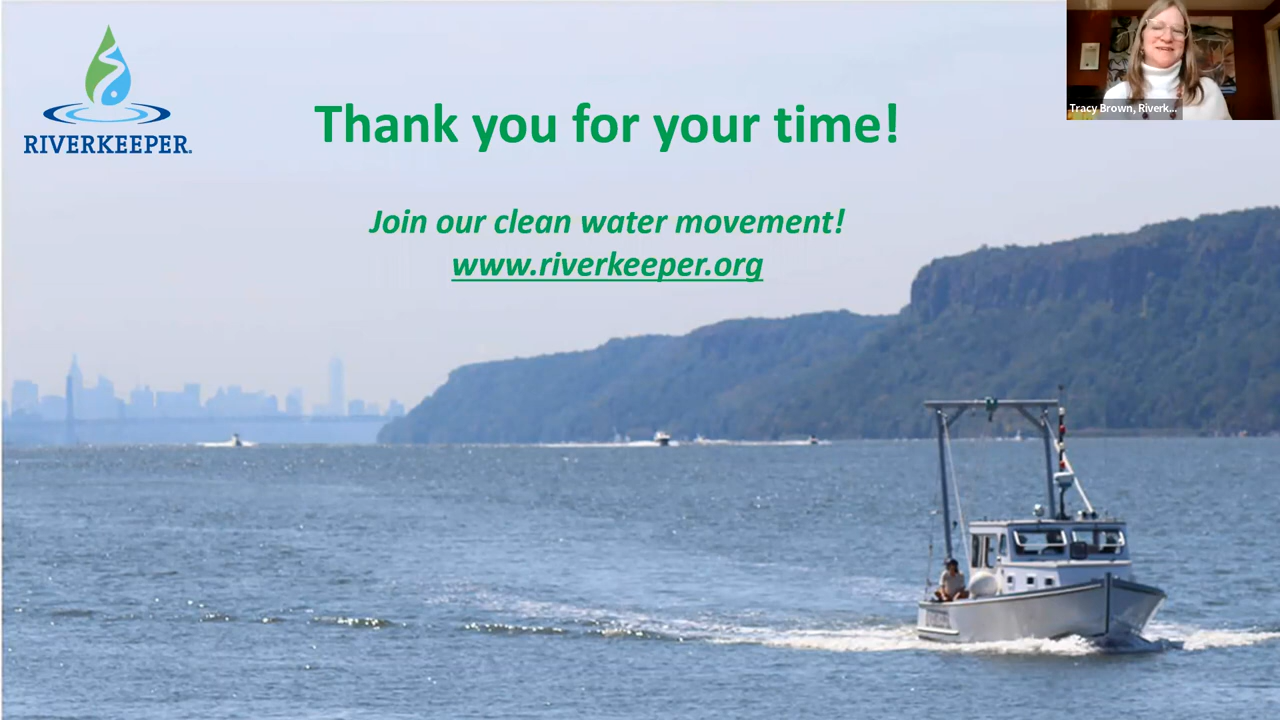 RIVERKEEPER.
Thank you for your time!
Join our clean water movement!
www.riverkeeper.org
Tracy Brown, Riverk...